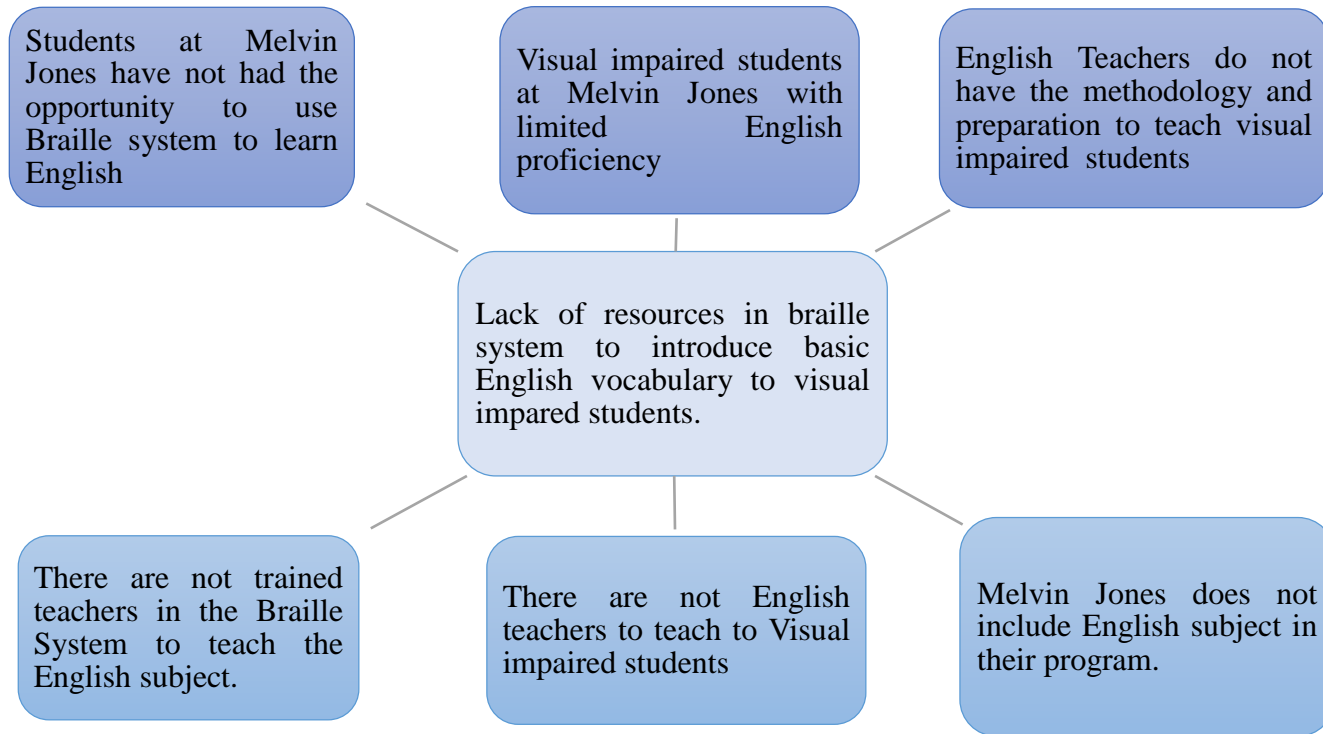 Students at Melvin
Jones have not had the
opportunity to use
Braille system to learn
English
Visual impaired students
at Melvin Jones with
limited English
proficiency
English Teachers do not
have the methodology and
preparation to teach visual
impaired students
Lack of resources in braille
system to introduce basic
English vocabulary to visual
impared students.
There are not trained
teachers in the Braille
System to teach the
English subject.
There are not English
teachers to teach to Visual
impaired students
Melvin Jones does not
include English subject in
their program.